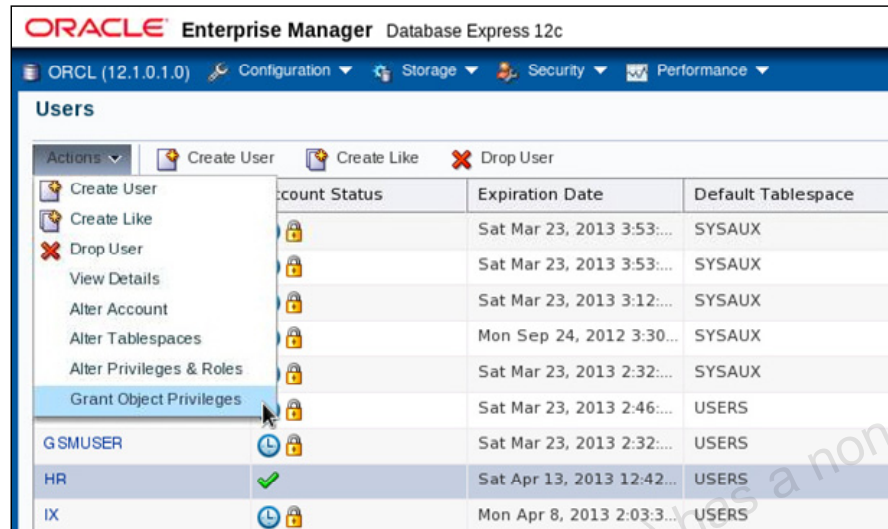 ORACLE Enterprise Manager Database Express 12c
ORCL (12.1.0.1.0) Configuration Storage Security Performance
Users
Actions Create User Create Like Drop User
Create User
Create Like
Drop User
View Details
Alter Account
Alter Tablespaces
Alter Privileges & Roles
Grant Object Privileges
count Status Expiration Date Default Tablespace
Sat Mar 23, 2013 3:53:... SYSAUX
Sat Mar 23, 2013 3:53:... SYSAUX
Sat Mar 23, 2013 3:12:... SYSAUX
Mon Sep 24, 2012 3:30... SYSAUX
Sat Mar 23, 2013 2:32:... SYSAUX
Sat Mar 23, 2013 2:46:... USERS
GSMUSER Sat Mar 23, 2013 2:32:... USERS
HR Sat Apr 13, 2013 12:42... USERS
IX Mon Apr 8, 2013 2:03:3... USERS
has a non